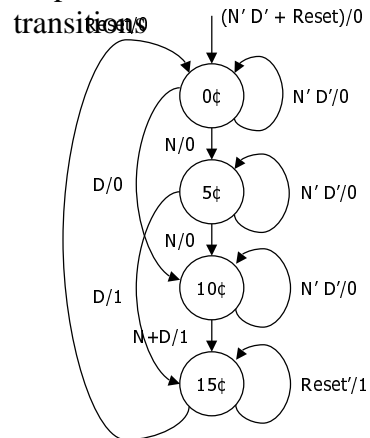 Reset/0
transitions
(N’ D’ + Reset)/0
0¢
N’ D’/0
N/0
D/0
5¢
N’ D’/0
N/0
10¢
N’ D’/0
D/1
N+D/1
15¢
Reset’/1